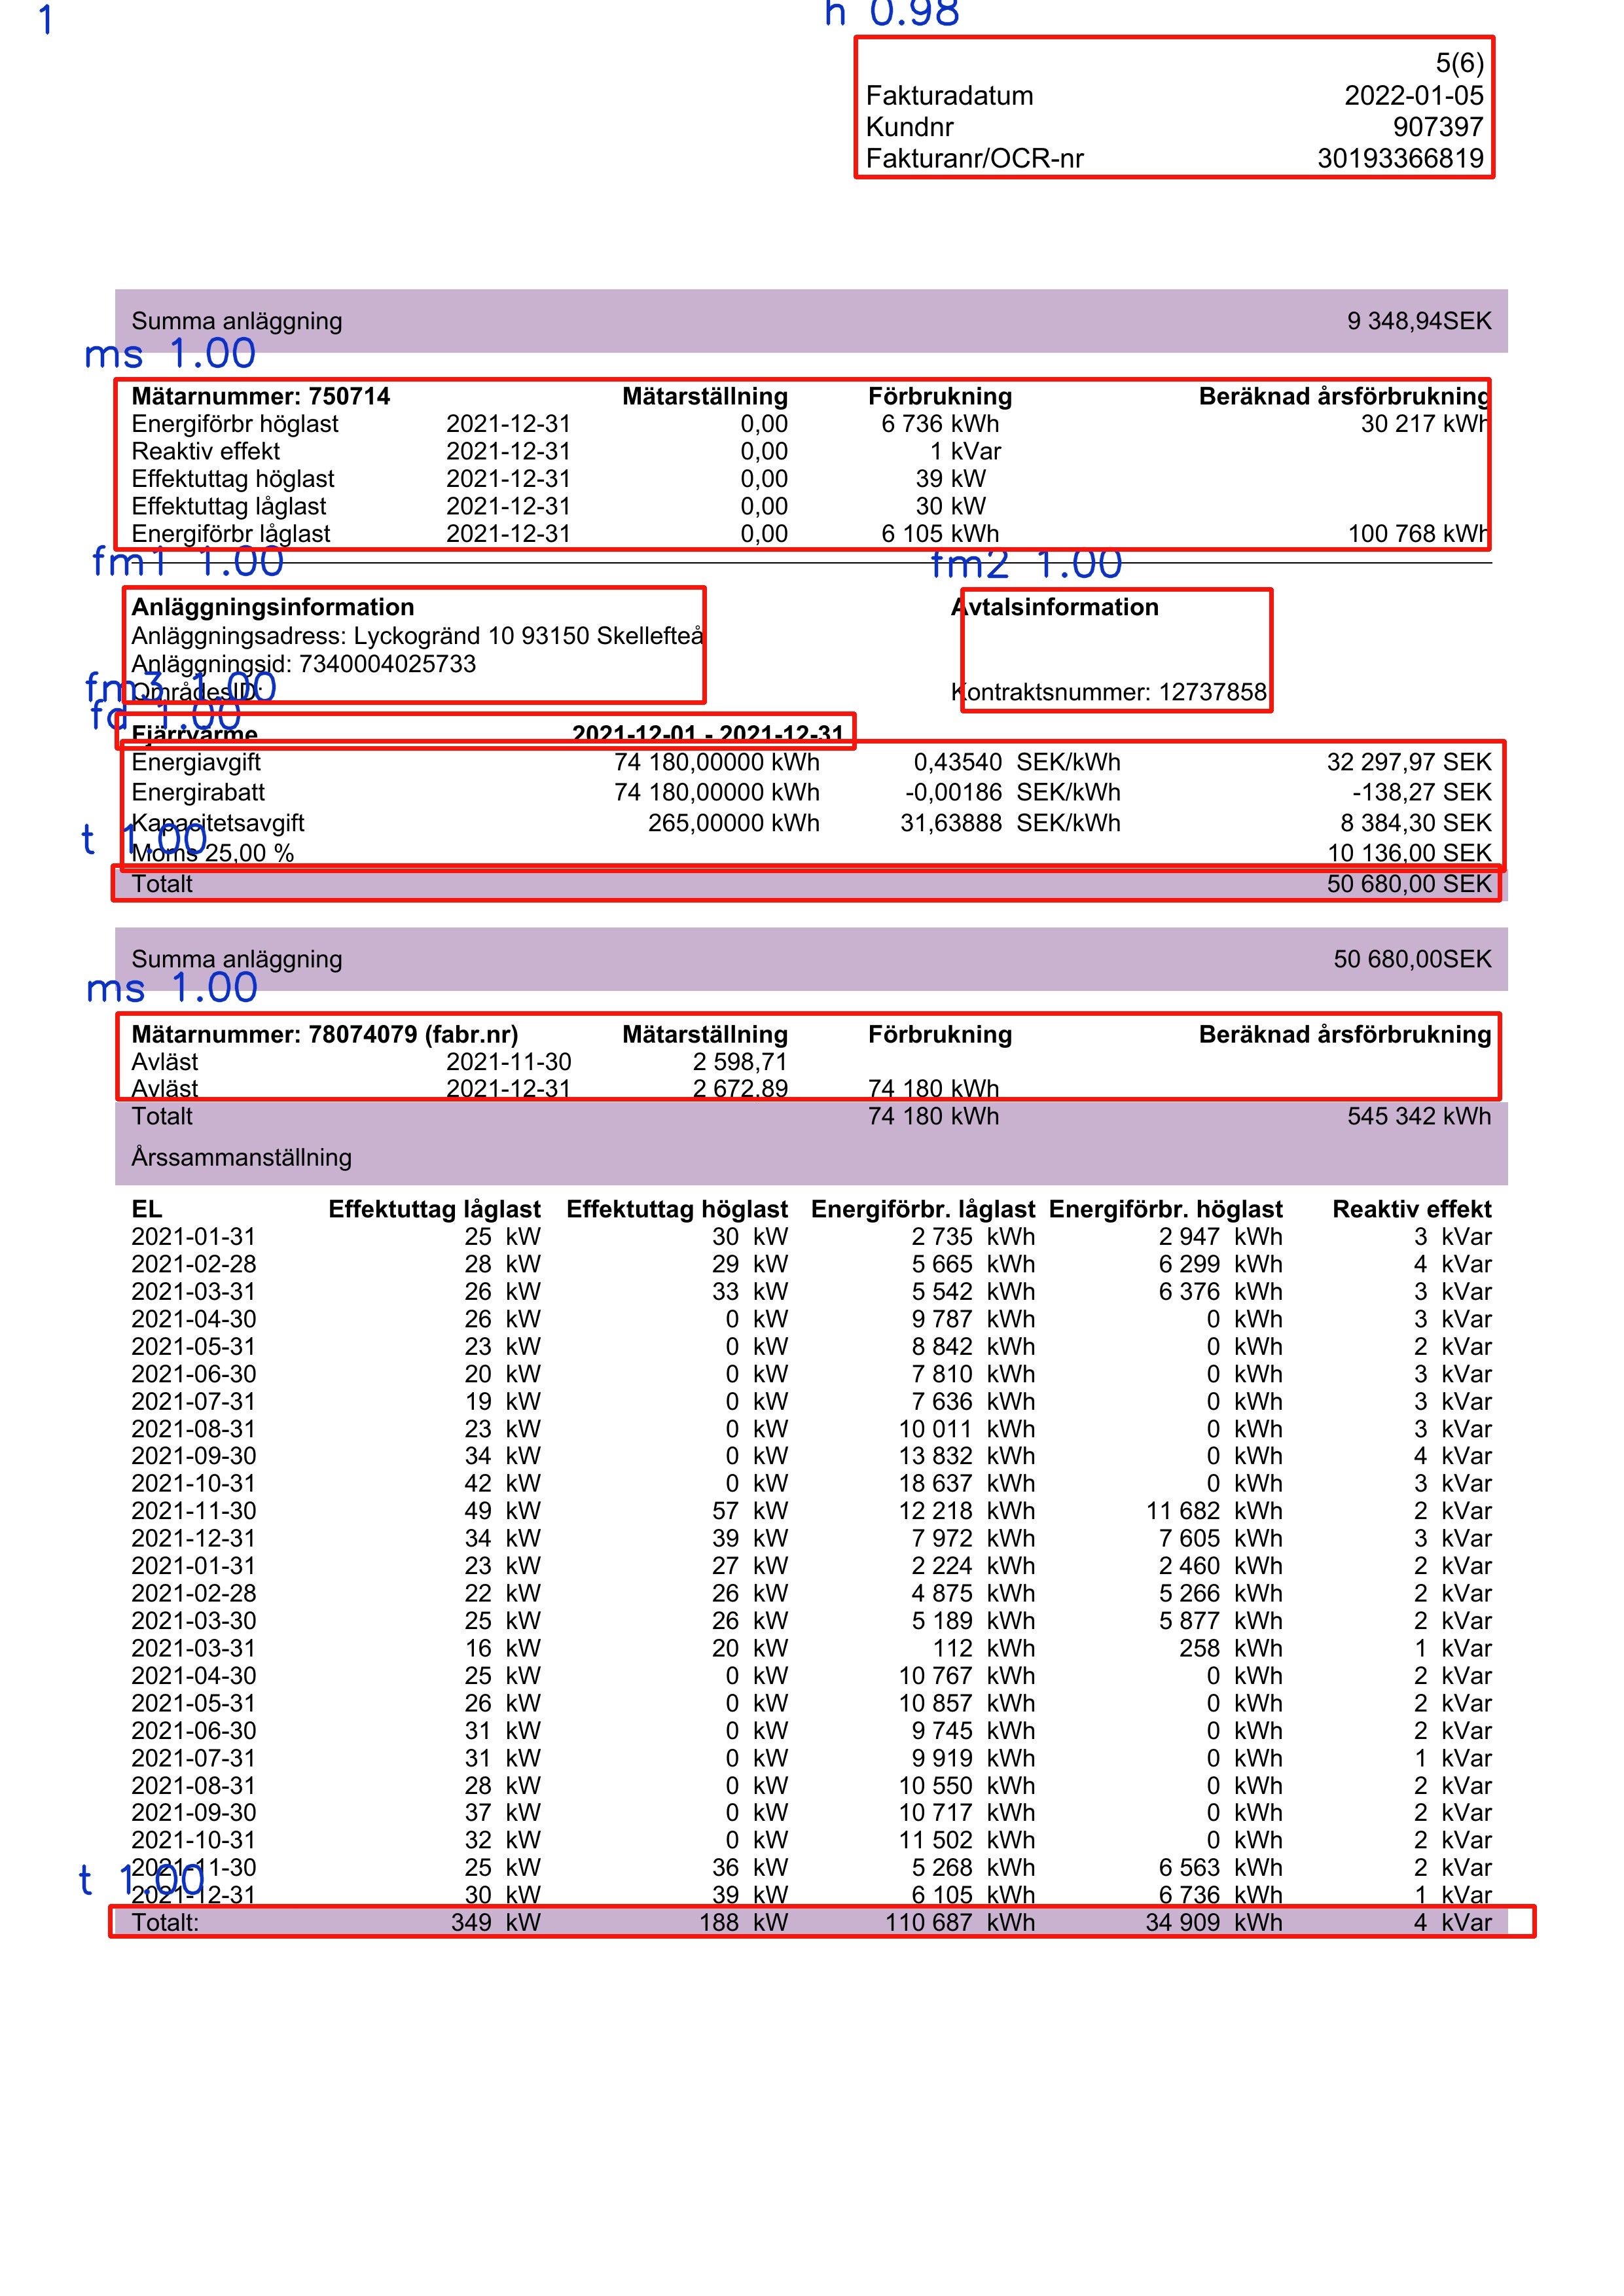 1
h 0.98
5(6)
Fakturadatum 2022-01-05
Kundnr 907397
Fakturanr/OCR-nr 30193366819
Summa anläggning 9 348,94SEK
ms 1.00
Mätarnummer: 750714 Mätarställning Förbrukning Beräknad årsförbrukning
Energiförbr höglast 2021-12-31 0,00 6 736 kWh 30 217 kWh
Reaktiv effekt 2021-12-31 0,00 1 kVar
Effektuttag höglast 2021-12-31 0,00 39 kW
Effektuttag låglast 2021-12-31 0,00 30 kW
Energiförbr låglast 2021-12-31 0,00 6 105 kWh 100 768 kWh
fm1 1.00 fm2 1.00
Anläggningsinformation Avtalsinformation
Anläggningsadress: Lyckogränd 10 93150 Skellefteå
Anläggningsid: 7340004025733
fm3 1.00
OmrådesID: Kontraktsnummer: 12737858
fd 1.00
Fjärrvärme 2021-12-01 - 2021-12-31
Energiavgift 74 180,00000 kWh 0,43540 SEK/kWh 32 297,97 SEK
Energirabatt 74 180,00000 kWh -0,00186 SEK/kWh -138,27 SEK
Kapacitetsavgift 265,00000 kWh 31,63888 SEK/kWh 8 384,30 SEK
t 1.00
Moms 25,00 % 10 136,00 SEK
Totalt 50 680,00 SEK
Summa anläggning 50 680,00SEK
ms 1.00
Mätarnummer: 78074079 (fabr.nr) Mätarställning Förbrukning Beräknad årsförbrukning
Avläst 2021-11-30 2 598,71
Avläst 2021-12-31 2 672,89 74 180 kWh
Totalt 74 180 kWh 545 342 kWh
Årssammanställning
EL Effektuttag låglast Effektuttag höglast Energiförbr. låglast Energiförbr. höglast Reaktiv effekt
2021-01-31 25 kW 30 kW 2 735 kWh 2 947 kWh 3 kVar
2021-02-28 28 kW 29 kW 5 665 kWh 6 299 kWh 4 kVar
2021-03-31 26 kW 33 kW 5 542 kWh 6 376 kWh 3 kVar
2021-04-30 26 kW 0 kW 9 787 kWh 0 kWh 3 kVar
2021-05-31 23 kW 0 kW 8 842 kWh 0 kWh 2 kVar
2021-06-30 20 kW 0 kW 7 810 kWh 0 kWh 3 kVar
2021-07-31 19 kW 0 kW 7 636 kWh 0 kWh 3 kVar
2021-08-31 23 kW 0 kW 10 011 kWh 0 kWh 3 kVar
2021-09-30 34 kW 0 kW 13 832 kWh 0 kWh 4 kVar
2021-10-31 42 kW 0 kW 18 637 kWh 0 kWh 3 kVar
2021-11-30 49 kW 57 kW 12 218 kWh 11 682 kWh 2 kVar
2021-12-31 34 kW 39 kW 7 972 kWh 7 605 kWh 3 kVar
2021-01-31 23 kW 27 kW 2 224 kWh 2 460 kWh 2 kVar
2021-02-28 22 kW 26 kW 4 875 kWh 5 266 kWh 2 kVar
2021-03-30 25 kW 26 kW 5 189 kWh 5 877 kWh 2 kVar
2021-03-31 16 kW 20 kW 112 kWh 258 kWh 1 kVar
2021-04-30 25 kW 0 kW 10 767 kWh 0 kWh 2 kVar
2021-05-31 26 kW 0 kW 10 857 kWh 0 kWh 2 kVar
2021-06-30 31 kW 0 kW 9 745 kWh 0 kWh 2 kVar
2021-07-31 31 kW 0 kW 9 919 kWh 0 kWh 1 kVar
2021-08-31 28 kW 0 kW 10 550 kWh 0 kWh 2 kVar
2021-09-30 37 kW 0 kW 10 717 kWh 0 kWh 2 kVar
2021-10-31 32 kW 0 kW 11 502 kWh 0 kWh 2 kVar
2021-11-30 25 kW 36 kW 5 268 kWh 6 563 kWh 2 kVar
t 1.00
2021-12-31 30 kW 39 kW 6 105 kWh 6 736 kWh 1 kVar
Totalt: 349 kW 188 kW 110 687 kWh 34 909 kWh 4 kVar